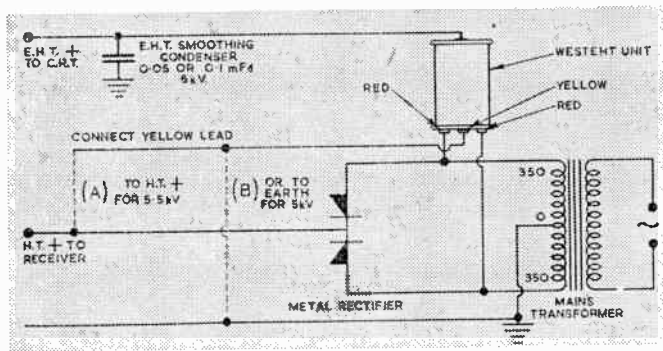 E.H.T. +
TO C.R.T.
E.H.T. SMOOTHING
CONDENSER
0·05 OR 0·1 mFd
6kV.
WESTEHT UNIT
RED
YELLOW
RED
CONNECT YELLOW LEAD
(A) TO H.T. +
FOR 5·5kV
(B) OR TO
EARTH
FOR 5kV
350
0
350
H.T. + TO
RECEIVER
METAL RECTIFIER
MAINS
TRANSFORMER